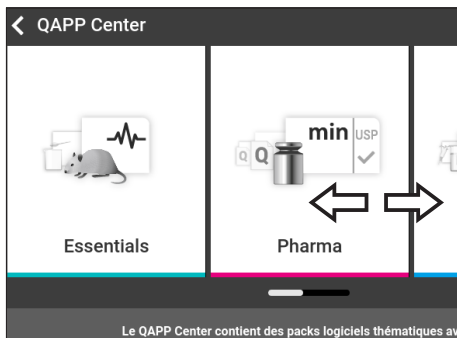 QAPP Center
min USP
Q Q
Essentials
Pharma
Le QAPP Center contient des packs logiciels thématiques av